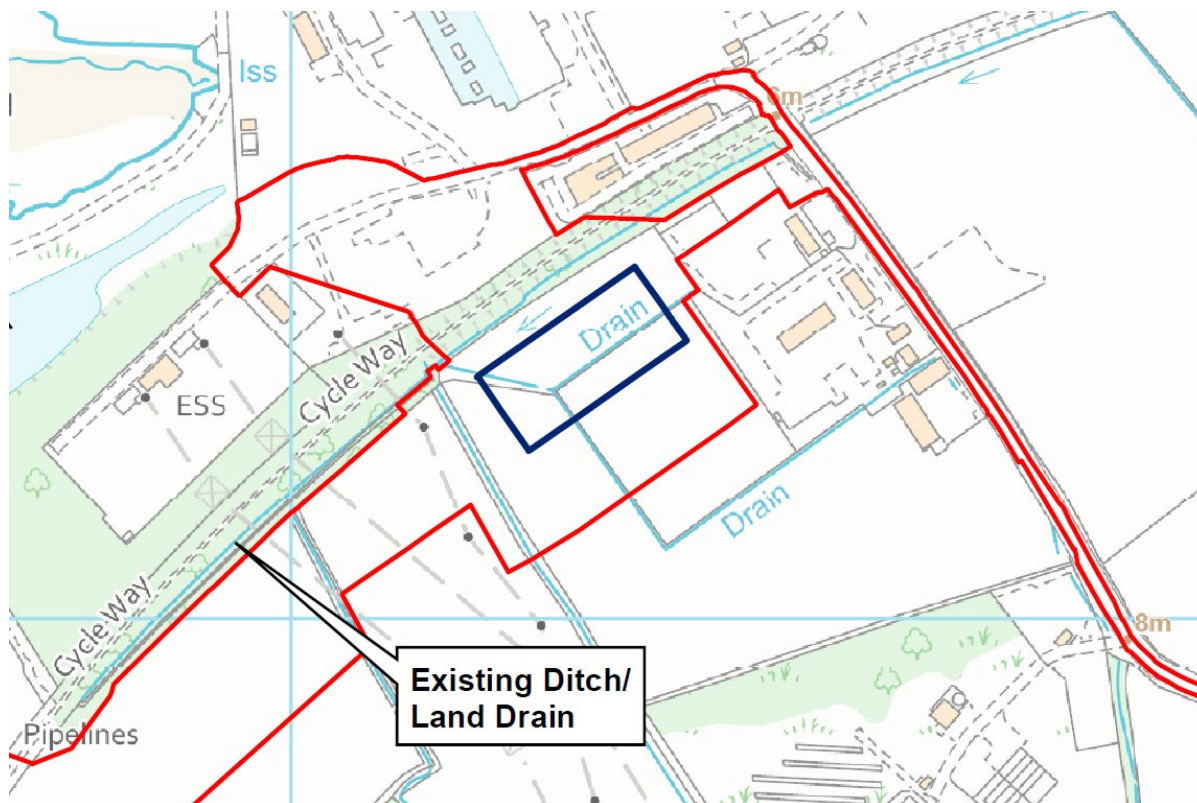 Iss
6m
Drain
Cycle Way
ESS
Drain
Cycle Way
8m
Existing Ditch/
Land Drain
Pipelines